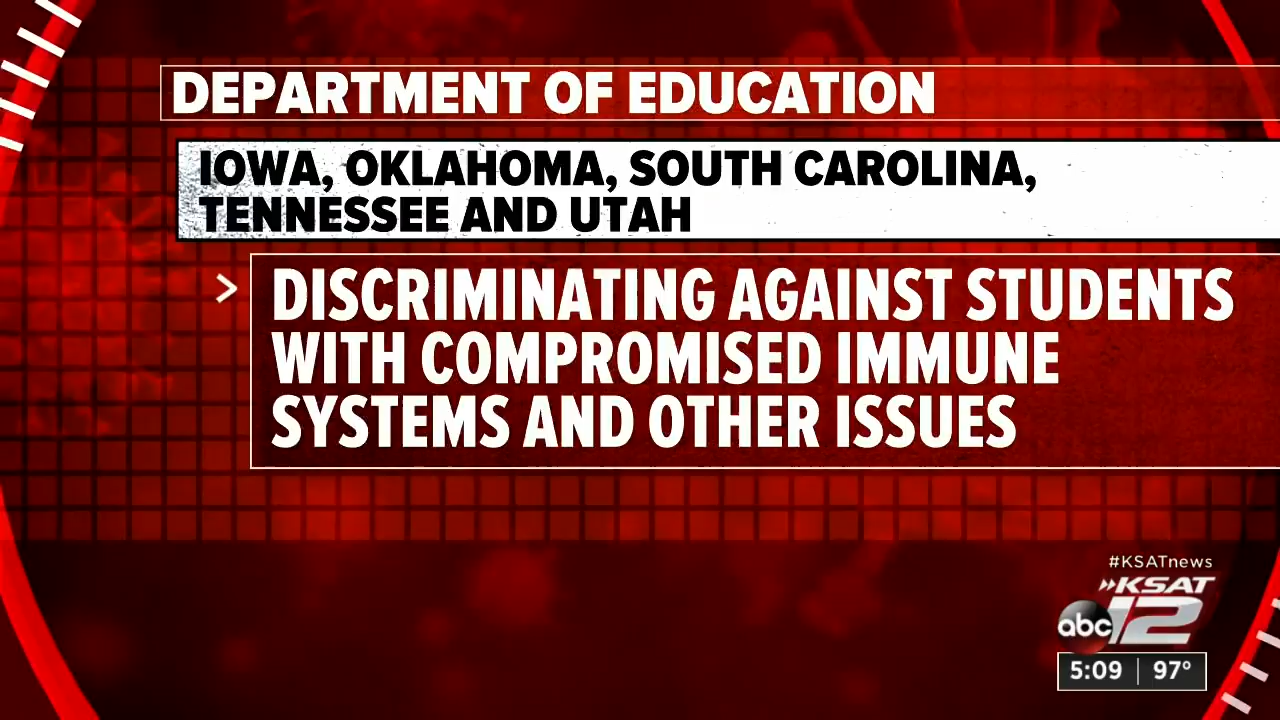 DEPARTMENT OF EDUCATION
IOWA, OKLAHOMA, SOUTH CAROLINA,
TENNESSEE AND UTAH
> DISCRIMINATING AGAINST STUDENTS
WITH COMPROMISED IMMUNE
SYSTEMS AND OTHER ISSUES
#KSATnews
KSAT
abc 12
5:09 | 97°